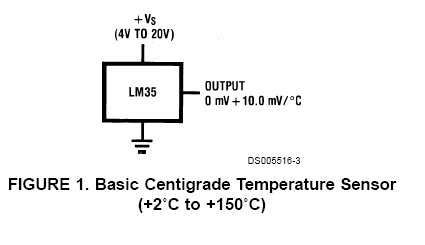 +VS
(4V TO 20V)
LM35
OUTPUT
0 mV + 10.0 mV/°C
DS005516-3
FIGURE 1. Basic Centigrade Temperature Sensor
(+2°C to +150°C)